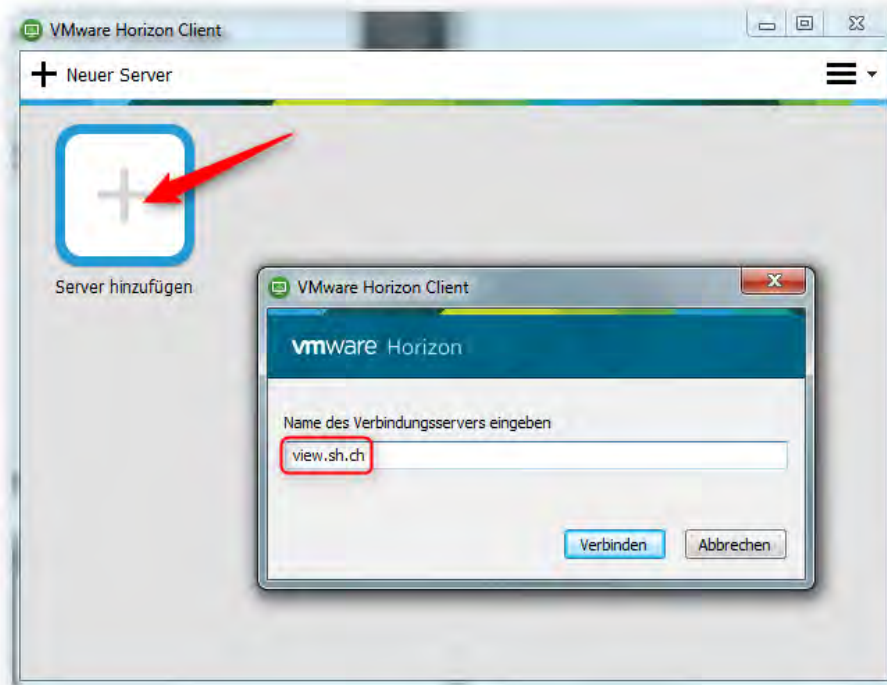 VMware Horizon Client
Neuer Server
Server hinzufügen
VMware Horizon Client
vmware Horizon
Name des Verbindungsservers eingeben
view.sh.ch
Verbinden Abbrechen